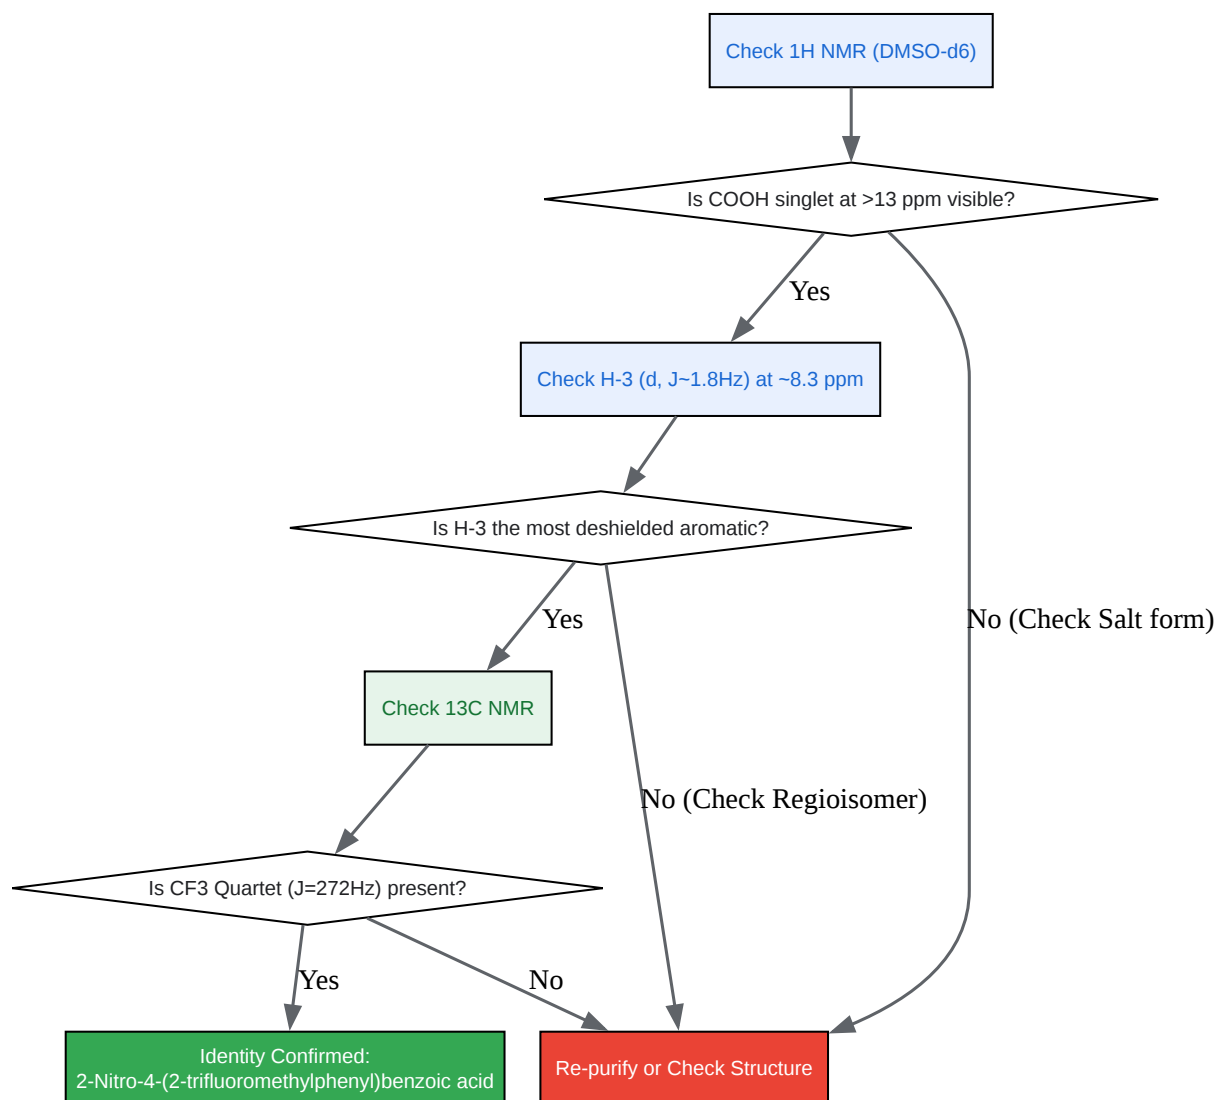 Check 1H NMR (DMSO-d6)
Is COOH singlet at >13 ppm visible?
Yes
Check H-3 (d, J~1.8Hz) at ~8.3 ppm
Is H-3 the most deshielded aromatic?
Yes
No (Check Salt form)
Check 13C NMR
No (Check Regioisomer)
Is CF3 Quartet (J=272Hz) present?
Yes
No
Identity Confirmed:
2-Nitro-4-(2-trifluoromethylphenyl)benzoic acid
Re-purify or Check Structure